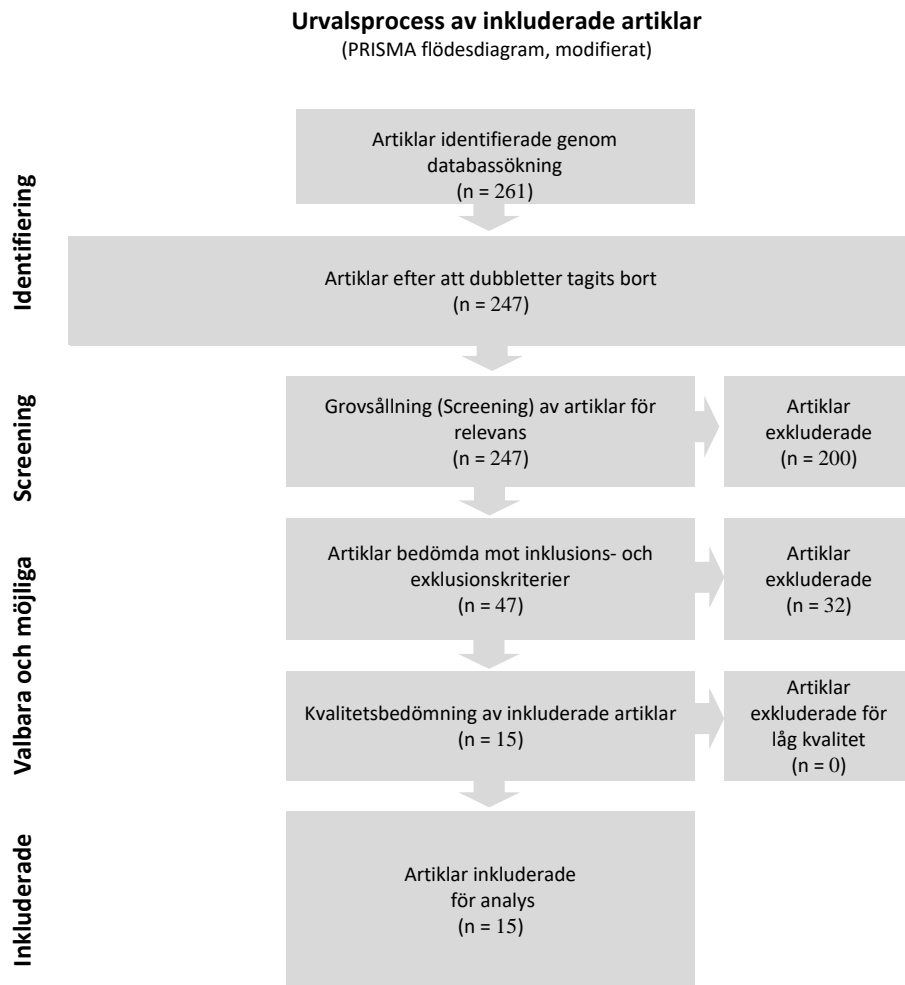 Urvalsprocess av inkluderade artiklar
(PRISMA flödesdiagram, modifierat)
Identifiering
Artiklar identifierade genom
databassökning
(n = 261)
Artiklar efter att dubbletter tagits bort
(n = 247)
Screening
Grovsållning (Screening) av artiklar för
relevans
(n = 247)
Artiklar
exkluderade
(n = 200)
Valbara och möjliga
Artiklar bedömda mot inklusions- och
exklusionskriterier
(n = 47)
Artiklar
exkluderade
(n = 32)
Kvalitetsbedömning av inkluderade artiklar
(n = 15)
Artiklar
exkluderade för
låg kvalitet
(n = 0)
Inkluderade
Artiklar inkluderade
för analys
(n = 15)